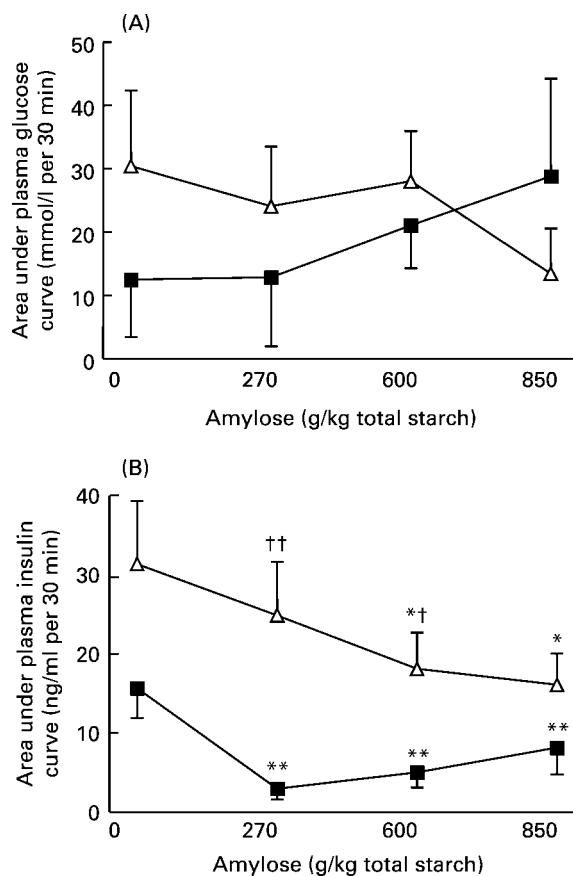 (A)
50
40
30
20
10
0
Area under plasma glucose
curve (mmol/l per 30 min)
0 270 600 850
Amylose (g/kg total starch)
(B)
40
30
20
10
0
Area under plasma insulin
curve (ng/ml per 30 min)
††
*†
*
**
**
**
0 270 600 850
Amylose (g/kg total starch)